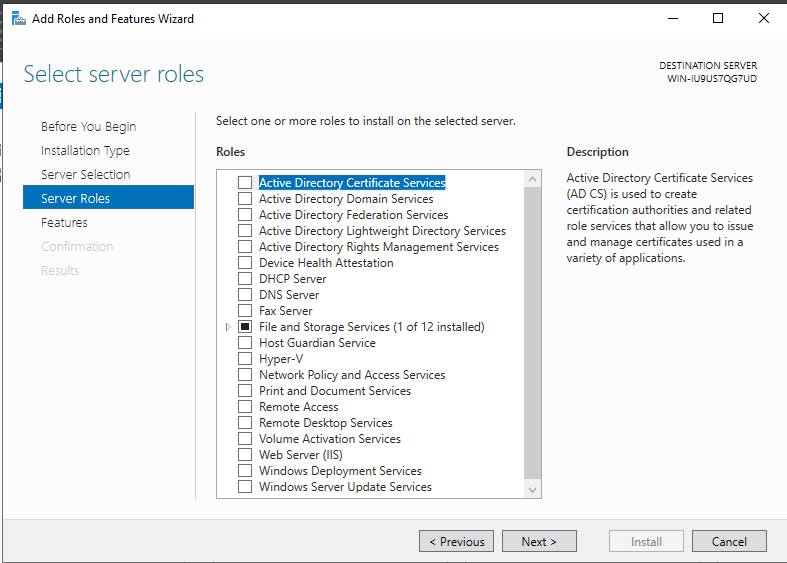 Add Roles and Features Wizard
Select server roles
DESTINATION SERVER
WIN-IU9US7QG7UD
Before You Begin
Installation Type
Server Selection
Server Roles
Features
Confirmation
Results
Select one or more roles to install on the selected server.
Roles
Active Directory Certificate Services
Active Directory Domain Services
Active Directory Federation Services
Active Directory Lightweight Directory Services
Active Directory Rights Management Services
Device Health Attestation
DHCP Server
DNS Server
Fax Server
File and Storage Services (1 of 12 installed)
Host Guardian Service
Hyper-V
Network Policy and Access Services
Print and Document Services
Remote Access
Remote Desktop Services
Volume Activation Services
Web Server (IIS)
Windows Deployment Services
Windows Server Update Services
Description
Active Directory Certificate Services
(AD CS) is used to create
certification authorities and related
role services that allow you to issue
and manage certificates used in a
variety of applications.
< Previous
Next >
Install
Cancel